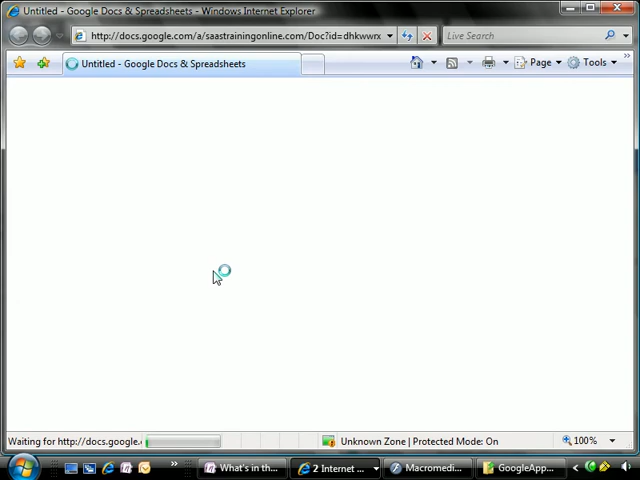 Untitled - Google Docs & Spreadsheets - Windows Internet Explorer
http://docs.google.com/a/saastrainingonline.com/Doc?id=dhkwwrx
Live Search
Untitled - Google Docs & Spreadsheets
Page
Tools
Waiting for http://docs.google.
Unknown Zone | Protected Mode: On
100%
What's in th...
2 Internet ...
Macromedi...
GoogleApp...